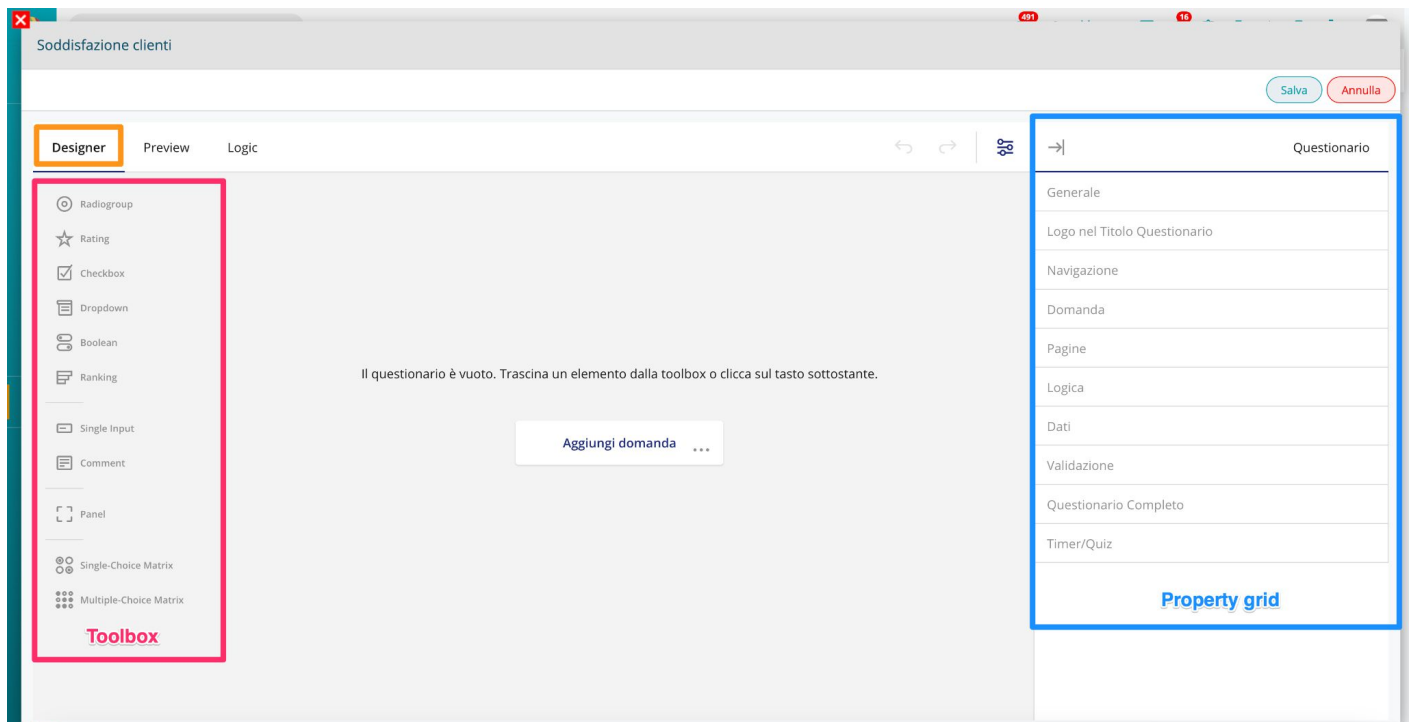 491
16
Soddisfazione clienti
Salva Annulla
Designer Preview Logic
Questionario
Radiogroup
Rating
Checkbox
Dropdown
Boolean
Ranking
Single Input
Comment
Panel
Single-Choice Matrix
Multiple-Choice Matrix
Toolbox
Il questionario è vuoto. Trascina un elemento dalla toolbox o clicca sul tasto sottostante.
Aggiungi domanda ...
Generale
Logo nel Titolo Questionario
Navigazione
Domanda
Pagine
Logica
Dati
Validazione
Questionario Completo
Timer/Quiz
Property grid